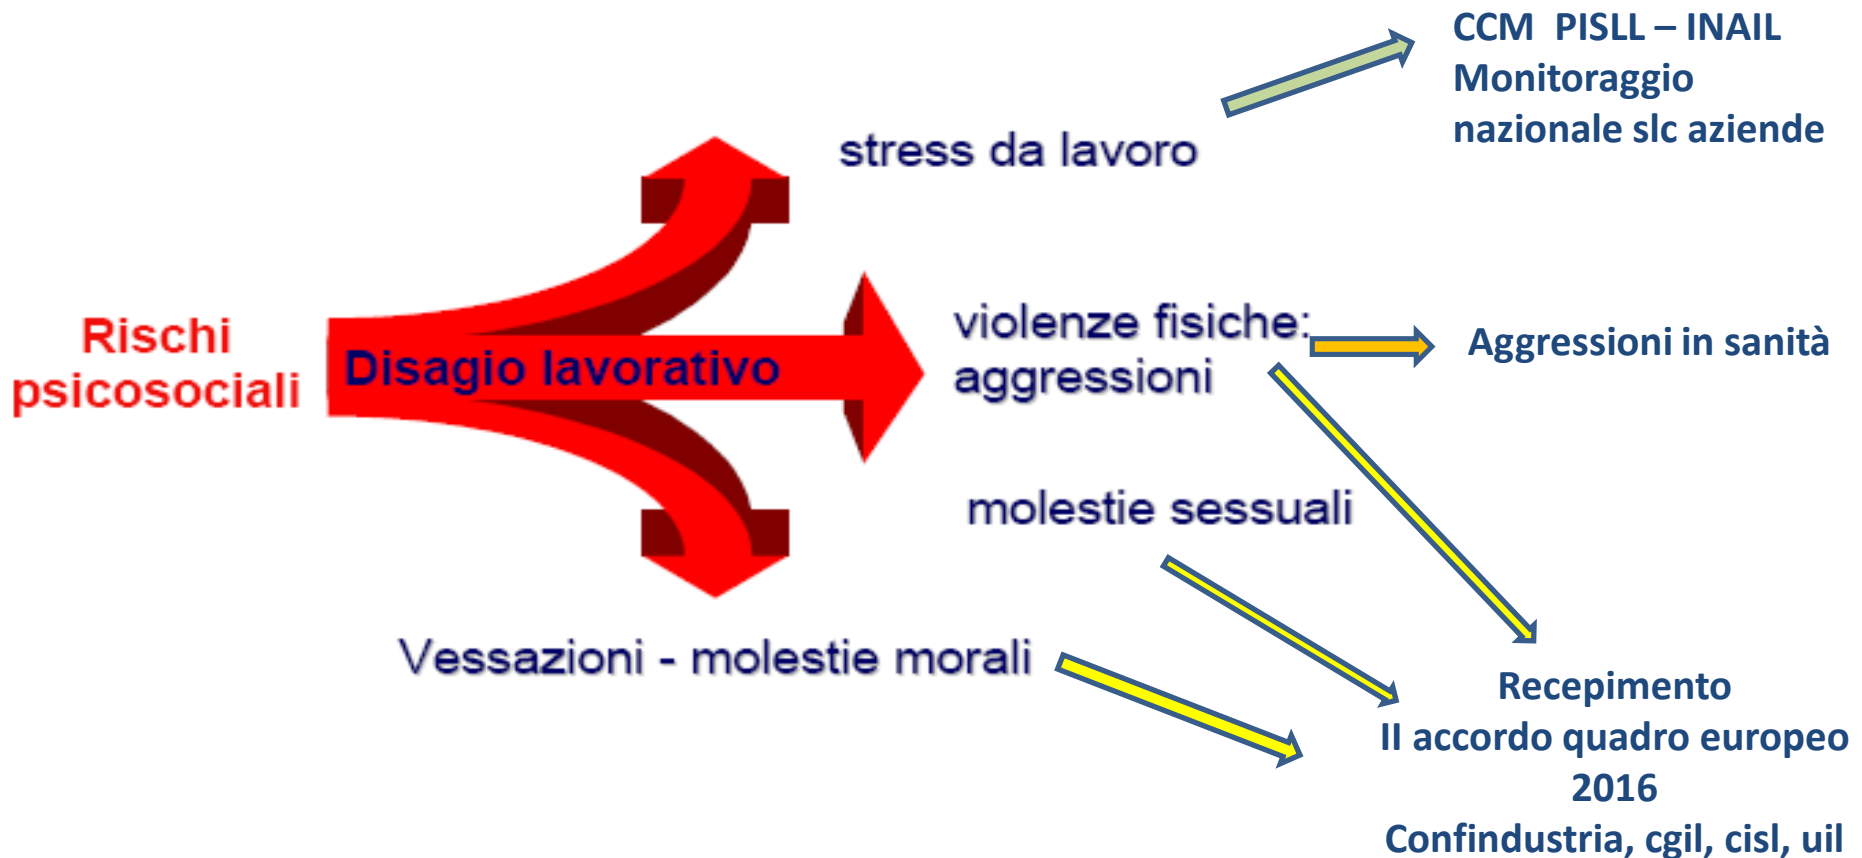 CCM PISLL – INAIL
Monitoraggio
nazionale slc aziende
stress da lavoro
Rischi
psicosociali
Disagio lavorativo
violenze fisiche:
aggressioni
Aggressioni in sanità
molestie sessuali
Vessazioni - molestie morali
Recepimento
II accordo quadro europeo
2016
Confindustria, cgil, cisl, uil